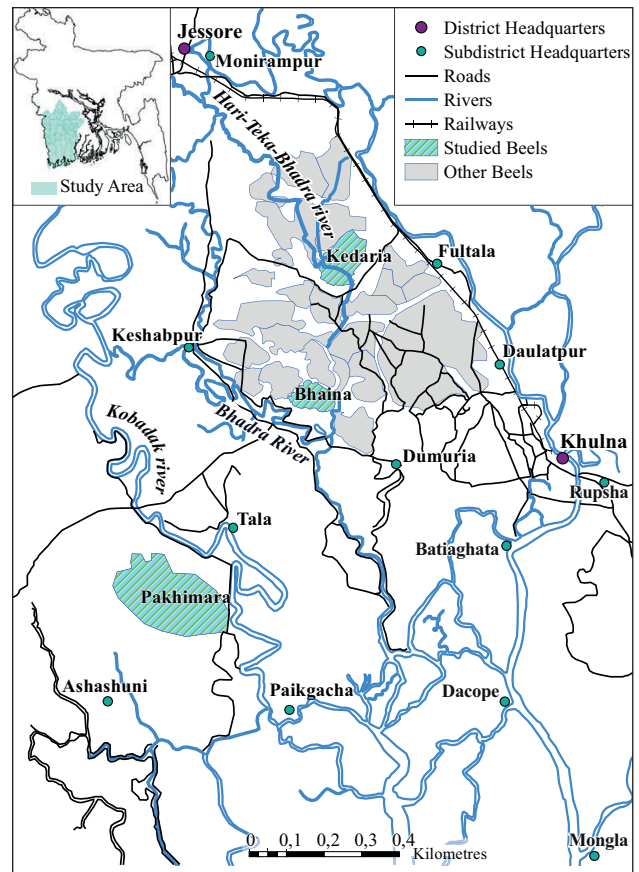 Jessore
Monirampur
Study Area
District Headquarters
Subdistrict Headquarters
Roads
Rivers
Railways
Studied Beels
Other Beels
Hari-Teka-Bhadra river
Kedaria
Fultala
Keshabpur
Daulatpur
Bhaina
Kobadak river
Bhadra River
Dumuria
Khulna
Rupsha
Tala
Batiaghata
Pakhimara
Ashashuni
Paikgacha
Dacope
Mongla
0 0,1 0,2 0,3 0,4
Kilometres